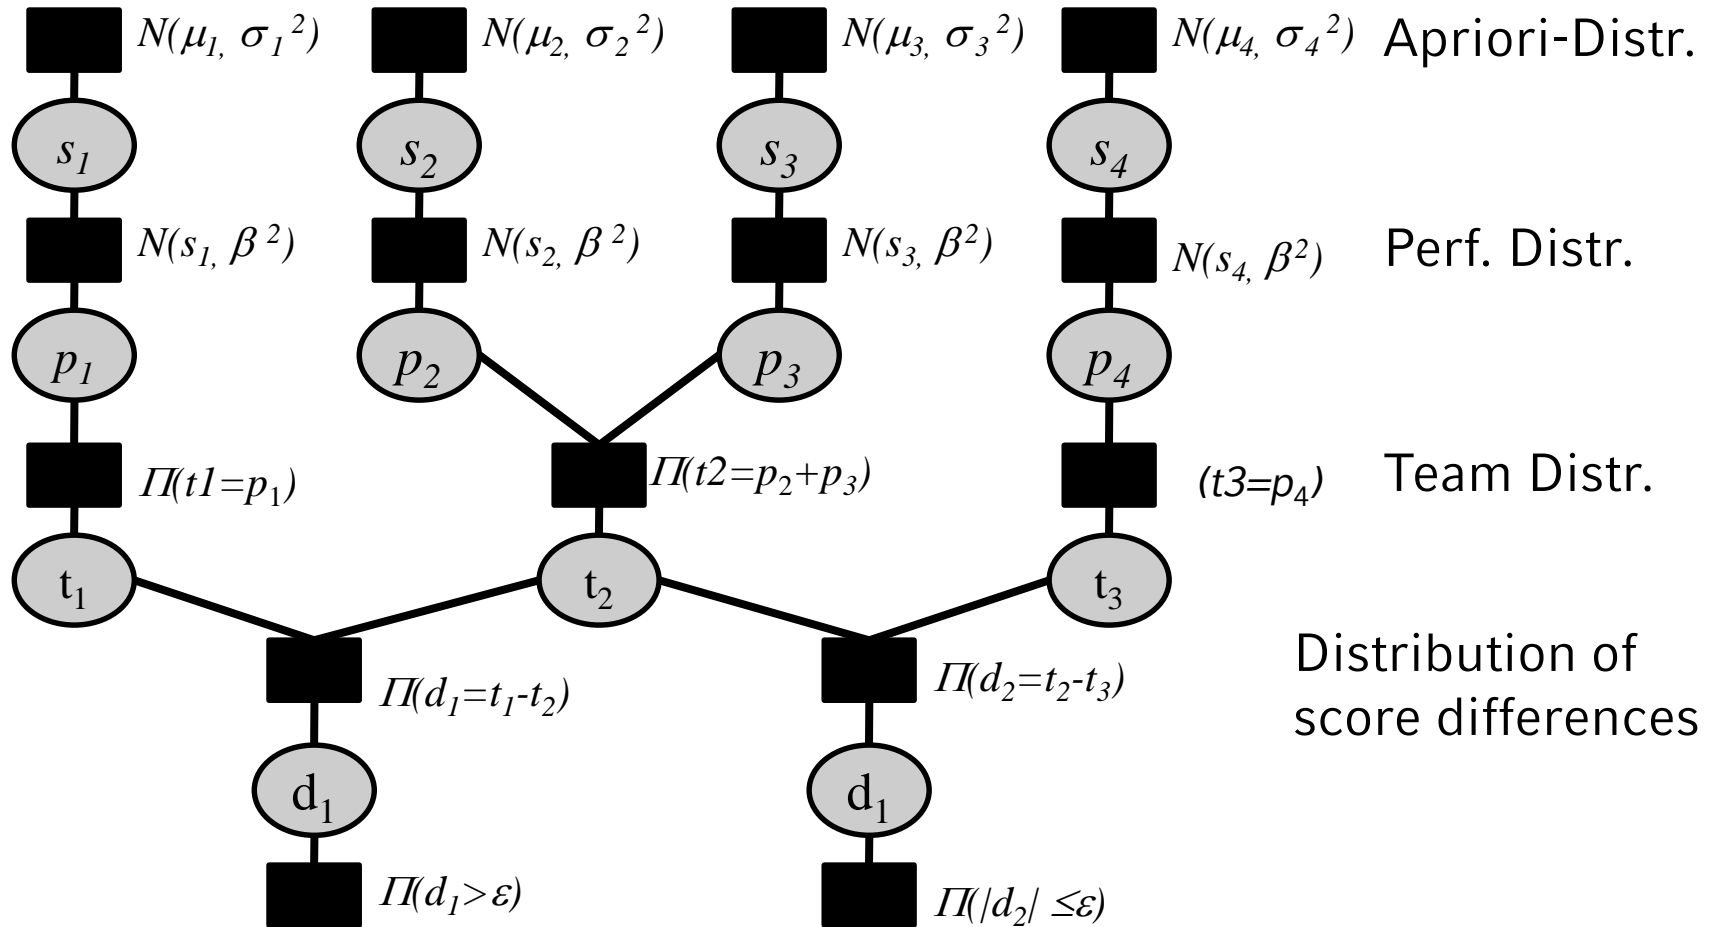 N(μ₁, σ₁²) N(μ₂, σ₂²) N(μ₃, σ₃²) N(μ₄, σ₄²) Apriori-Distr.
s₁ s₂ s₃ s₄
N(s₁, β²) N(s₂, β²) N(s₃, β²) N(s₄, β²) Perf. Distr.
p₁ p₂ p₃ p₄
Π(t1=p₁) Π(t2=p₂+p₃) (t3=p₄) Team Distr.
t₁ t₂ t₃
Π(d₁=t₁-t₂) Π(d₂=t₂-t₃) Distribution of
score differences
d₁ d₁
Π(d₁>ε) Π(|d₂| ≤ε)